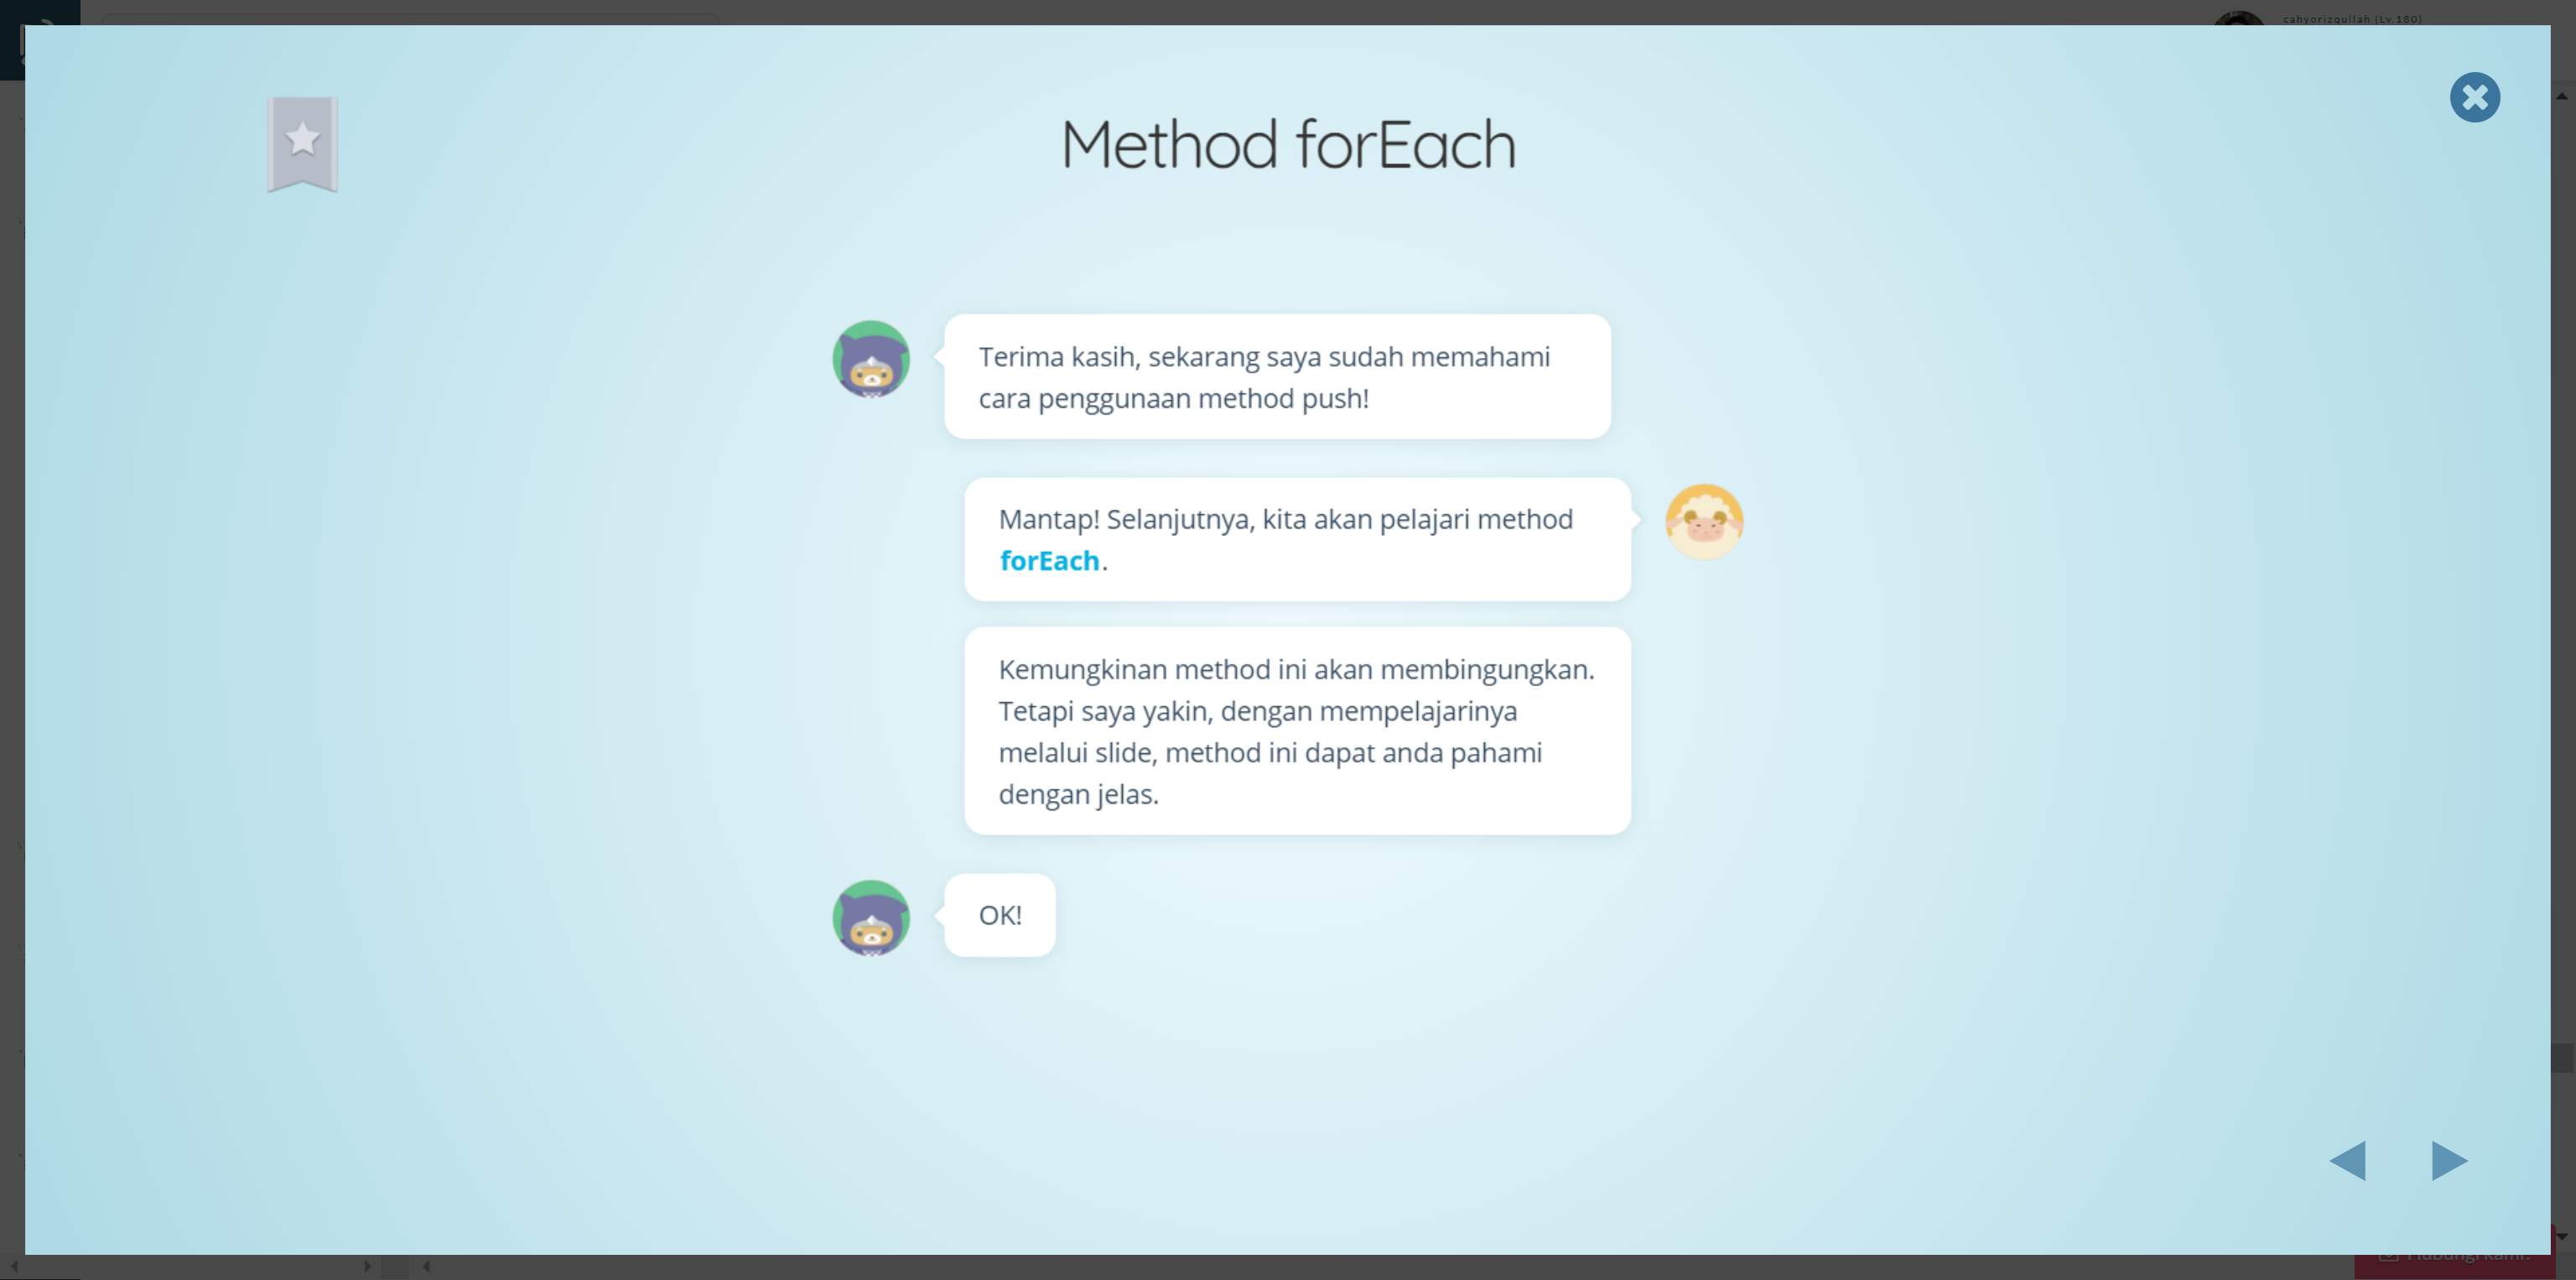 cahyorizqullah (Lv.180)
Method forEach
Terima kasih, sekarang saya sudah memahami
cara penggunaan method push!
Mantap! Selanjutnya, kita akan pelajari method
forEach.
Kemungkinan method ini akan membingungkan.
Tetapi saya yakin, dengan mempelajarinya
melalui slide, method ini dapat anda pahami
dengan jelas.
OK!